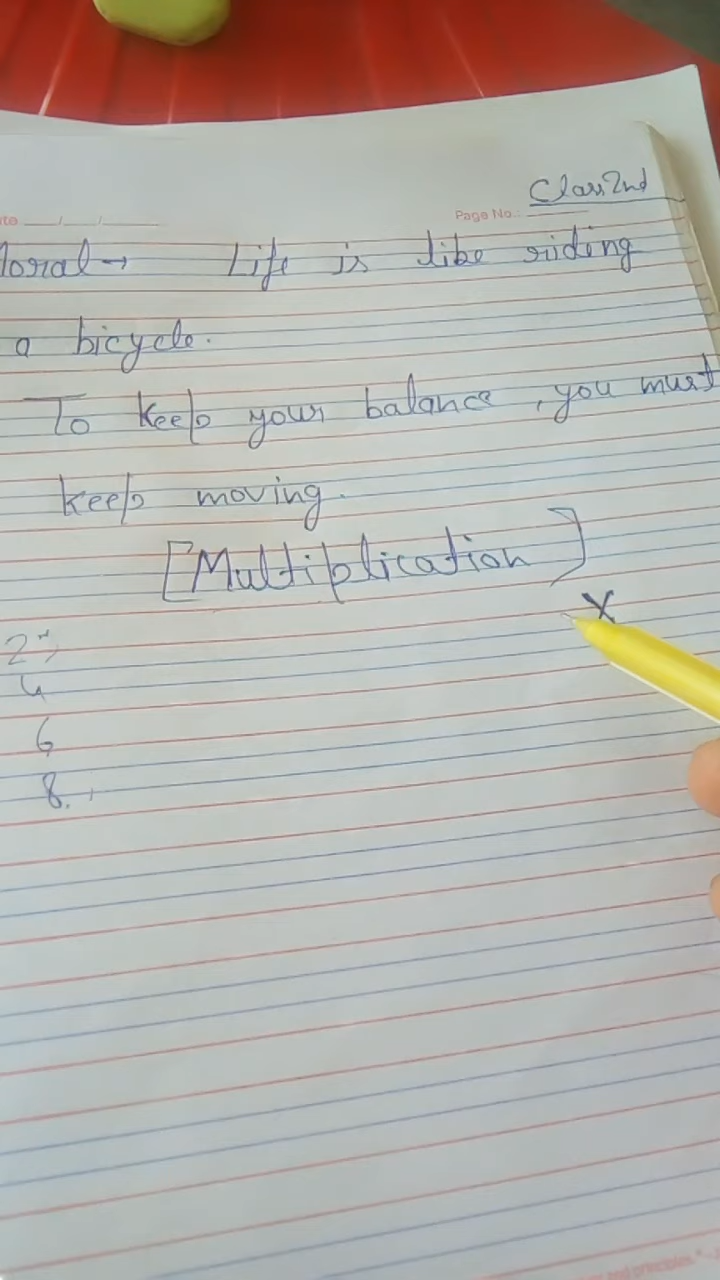 Class 2nd
Page No.:
Moral → Life is like riding
a bicycle.
To keep your balance, you must
keep moving.
[Multiplication]
X
2
4
6
8.